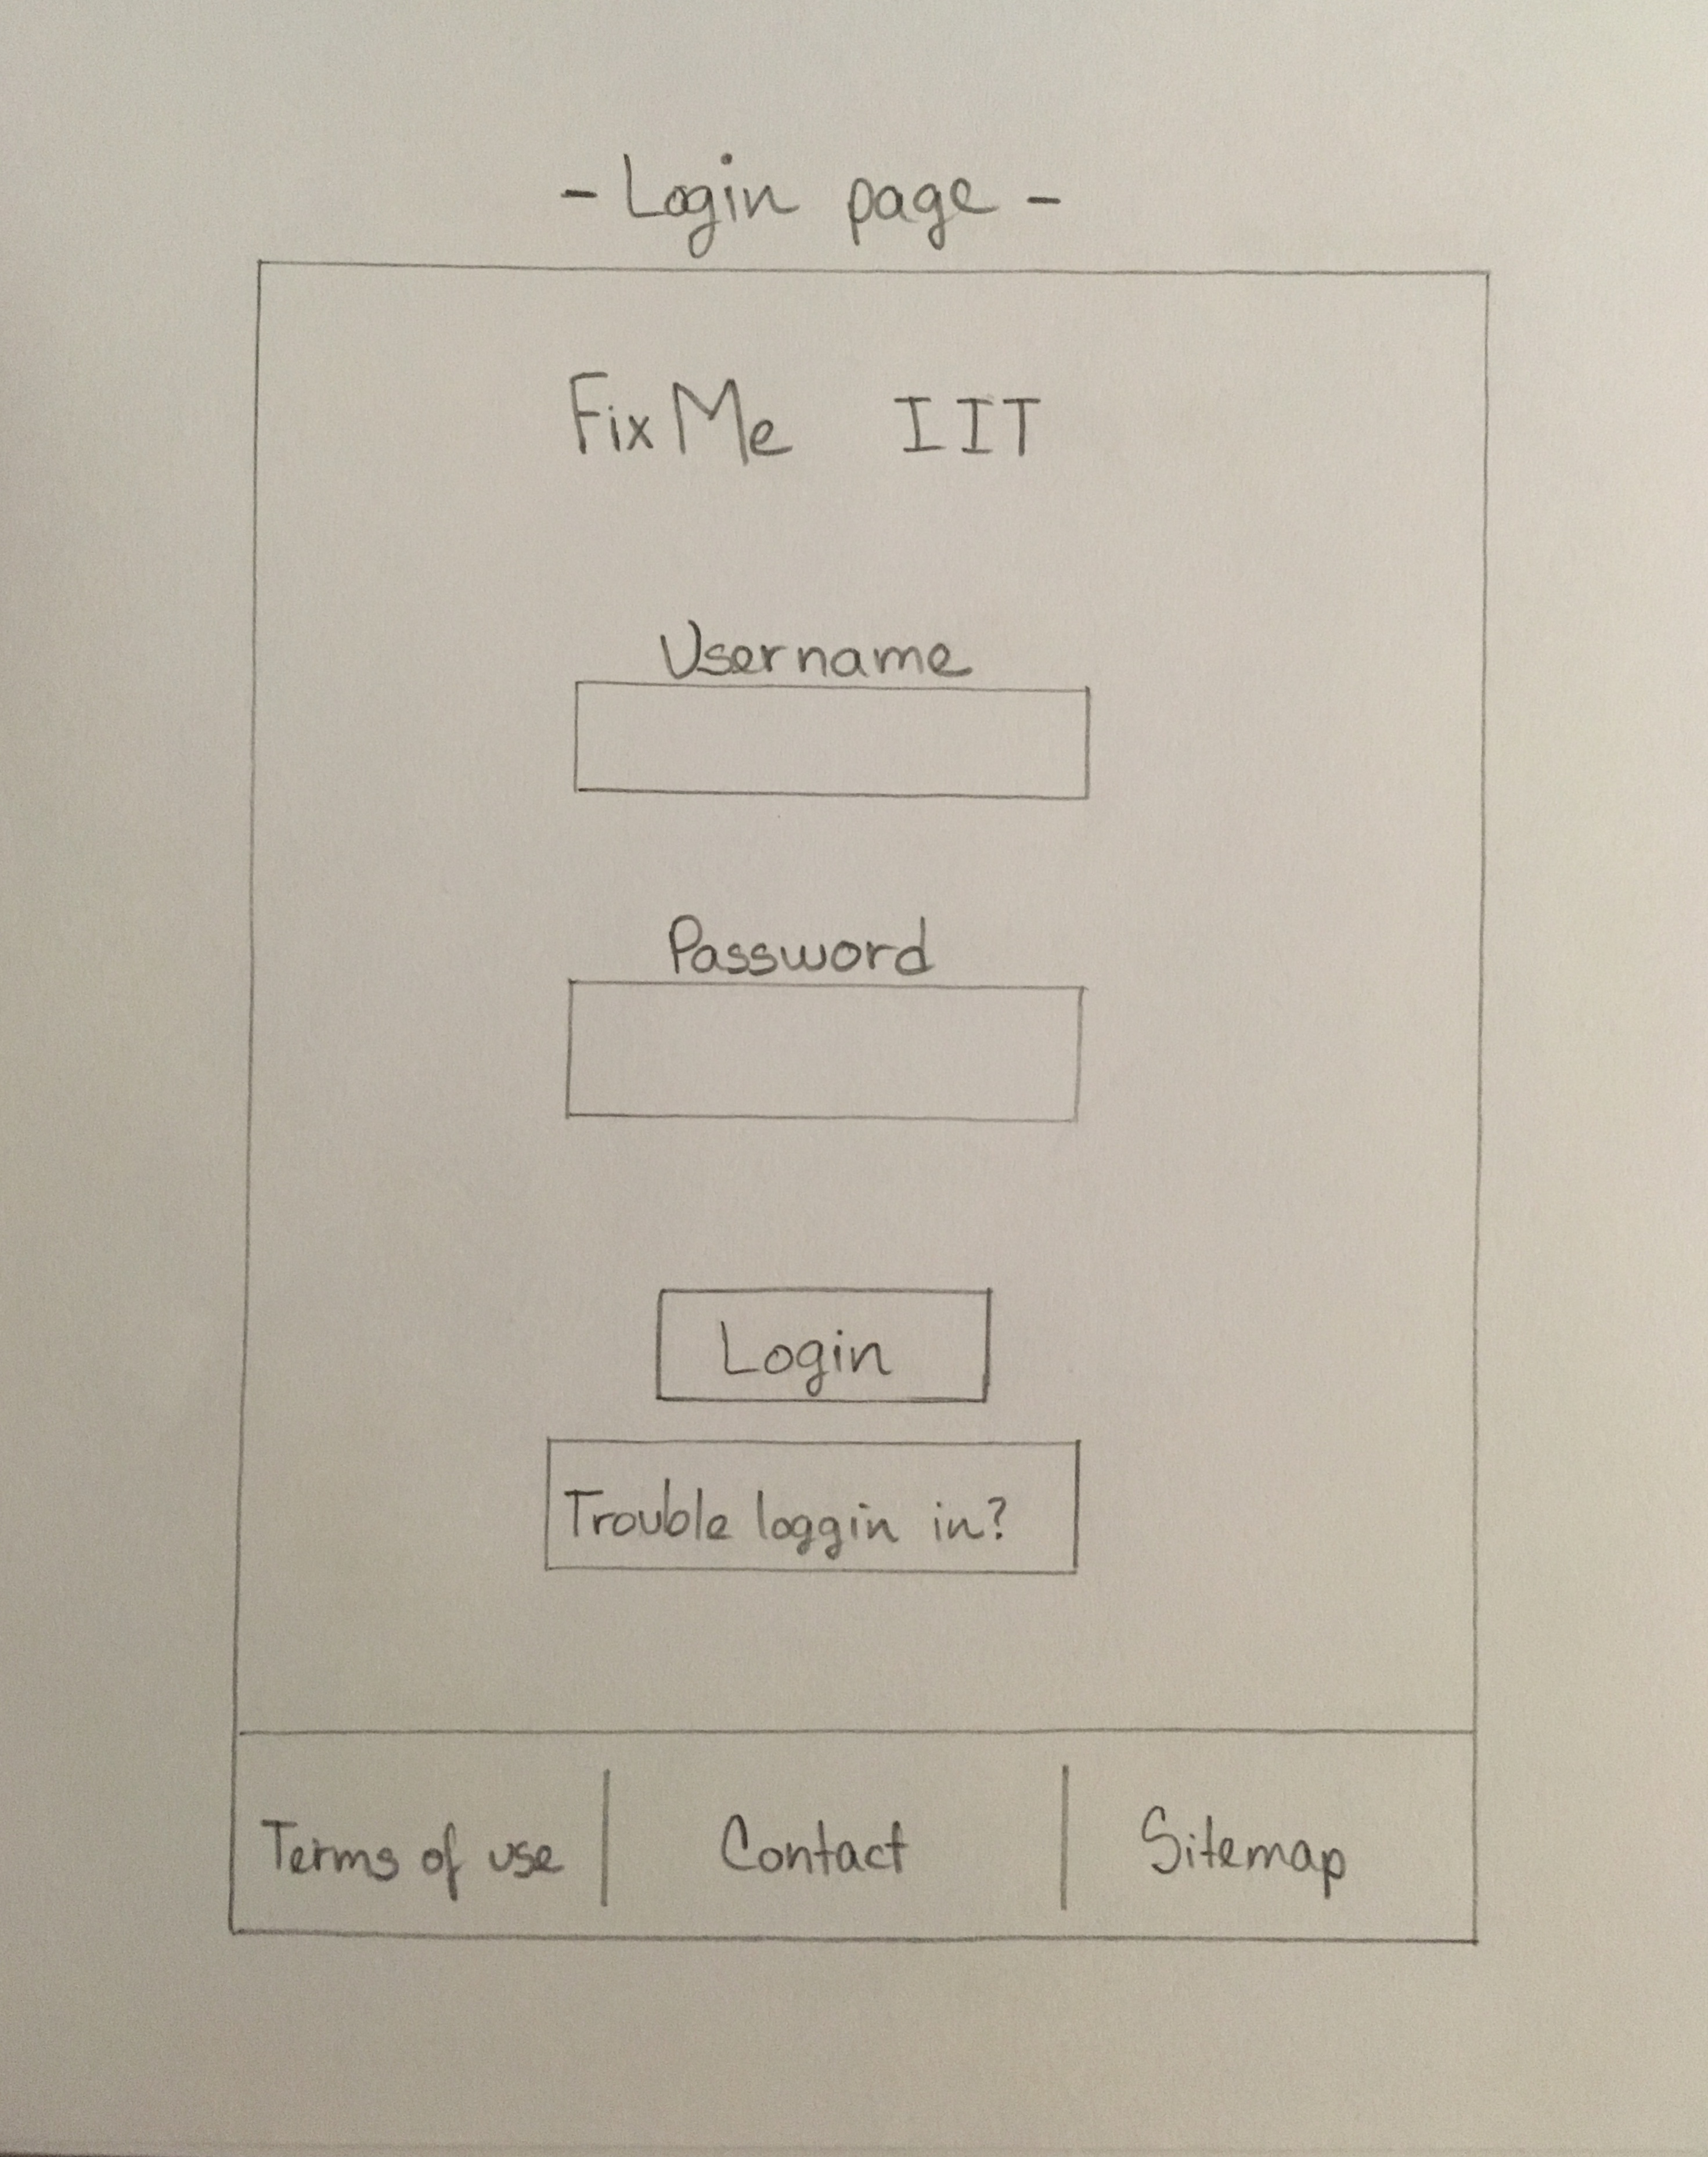 - Login page -
FixMe IIT
Username
Password
Login
Trouble loggin in?
Terms of use | Contact | Sitemap